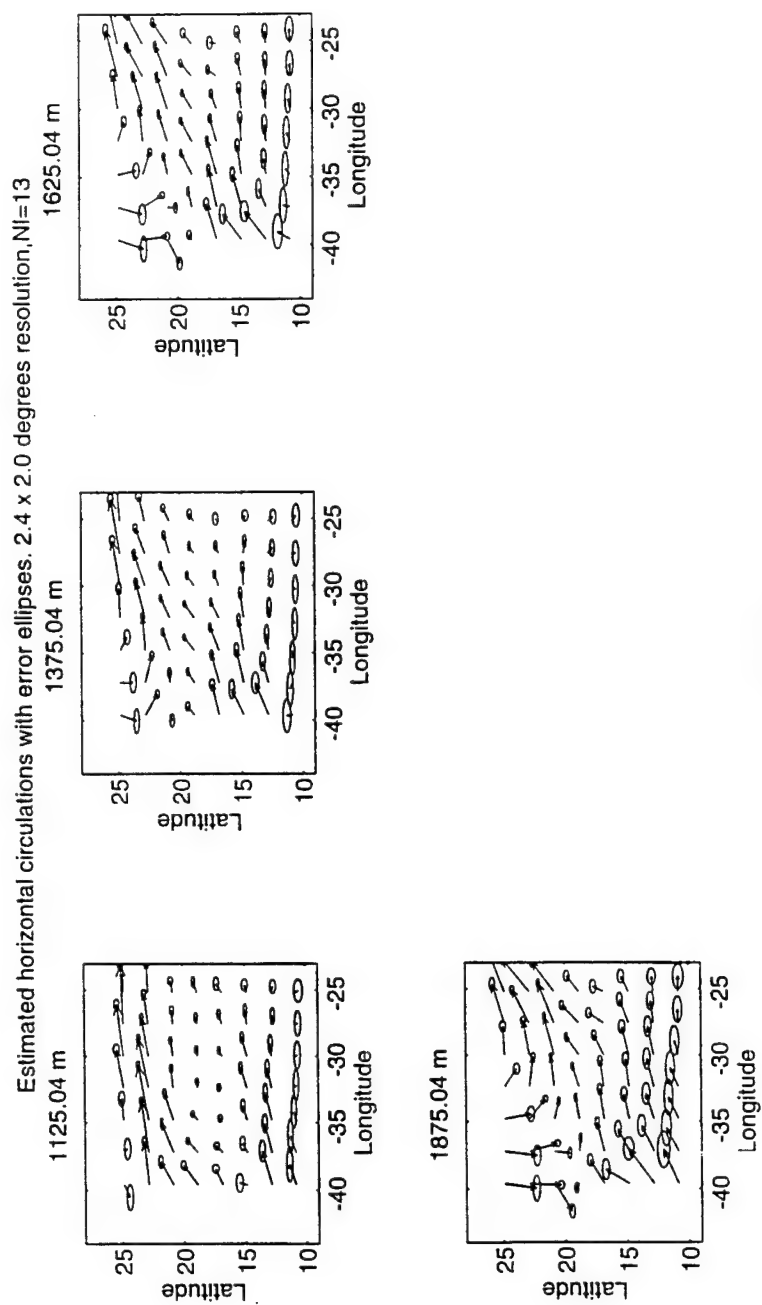 Estimated horizontal circulations with error ellipses. 2.4 x 2.0 degrees resolution,NI=13
1125.04 m
25
20
15
10
Latitude
-40
-35
-30
-25
Longitude
1375.04 m
25
20
15
10
Latitude
-40
-35
-30
-25
Longitude
1625.04 m
25
20
15
10
Latitude
-40
-35
-30
-25
Longitude
1875.04 m
25
20
15
10
Latitude
-40
-35
-30
-25
Longitude